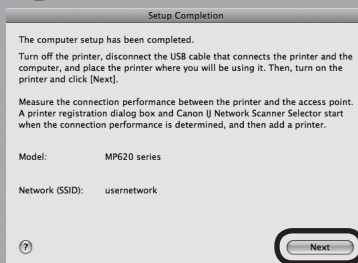 Setup Completion
The computer setup has been completed.
Turn off the printer, disconnect the USB cable that connects the printer and the
computer, and place the printer where you will be using it. Then, turn on the
printer and click [Next].
Measure the connection performance between the printer and the access point.
A printer registration dialog box and Canon IJ Network Scanner Selector start
when the connection performance is determined, and then add a printer.
Model: MP620 series
Network (SSID): usernetwork
? Next